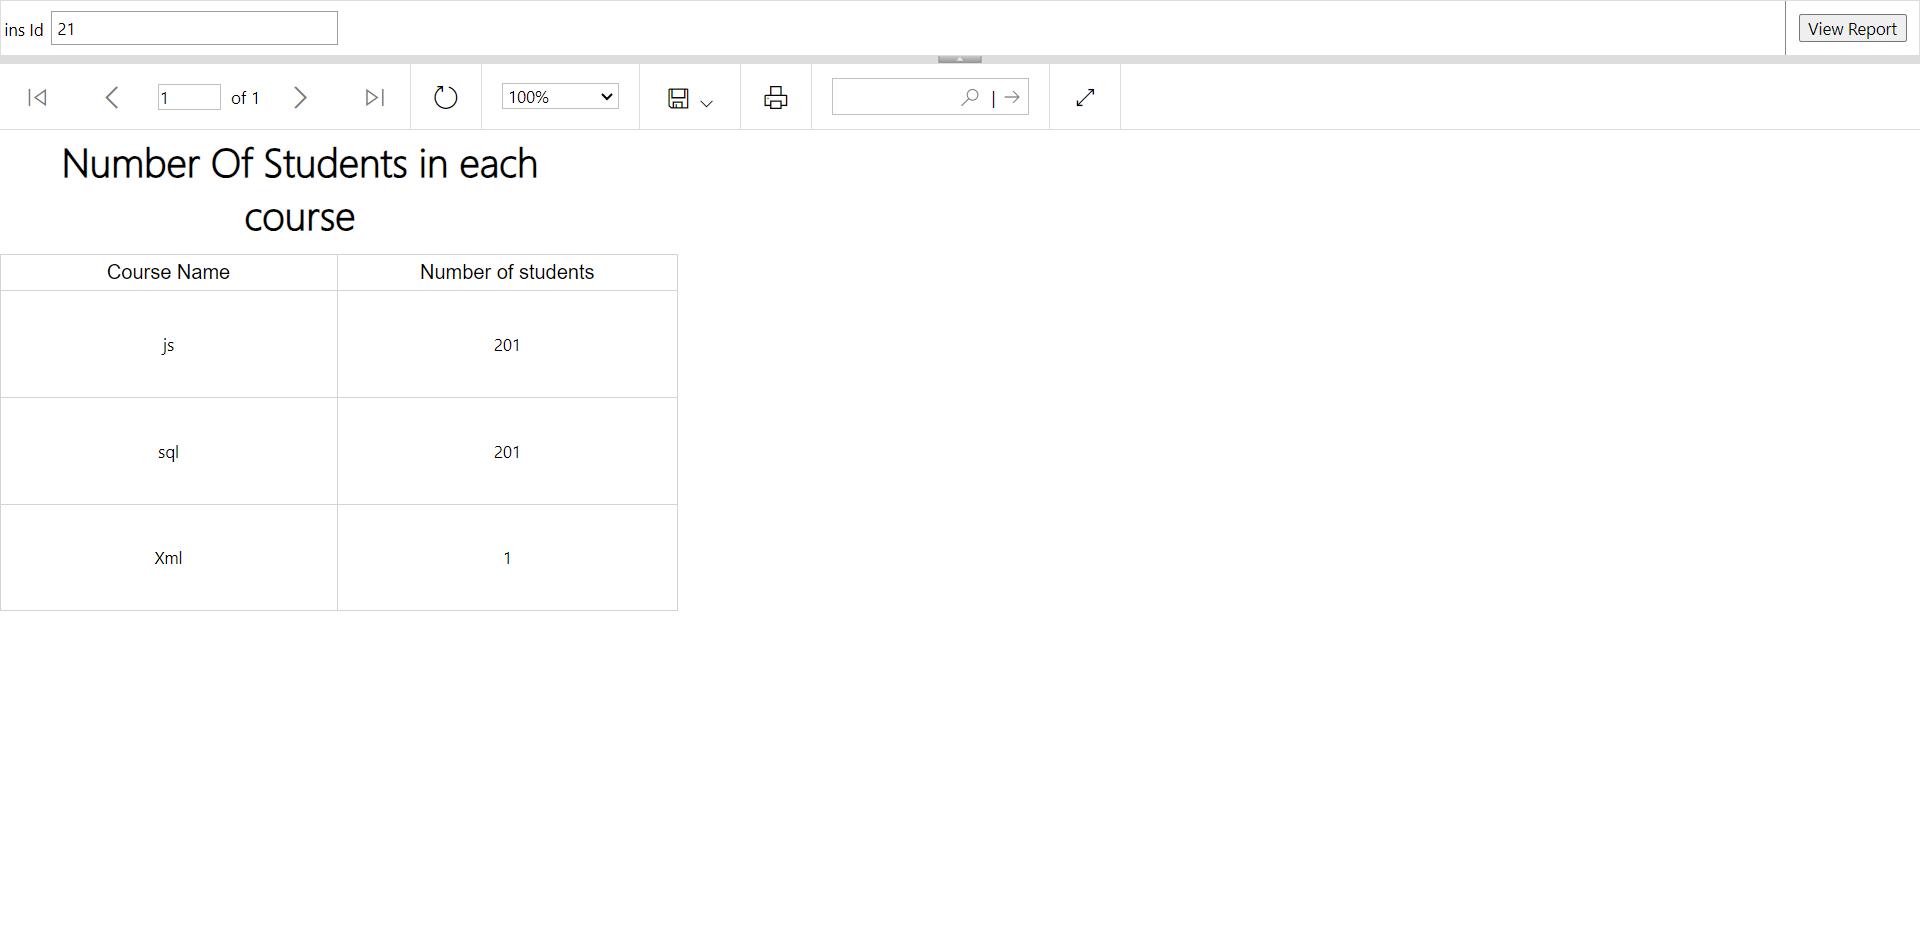 ins Id 21 View Report
1 of 1 100% |
Number Of Students in each
course
Course Name Number of students
js 201
sql 201
Xml 1